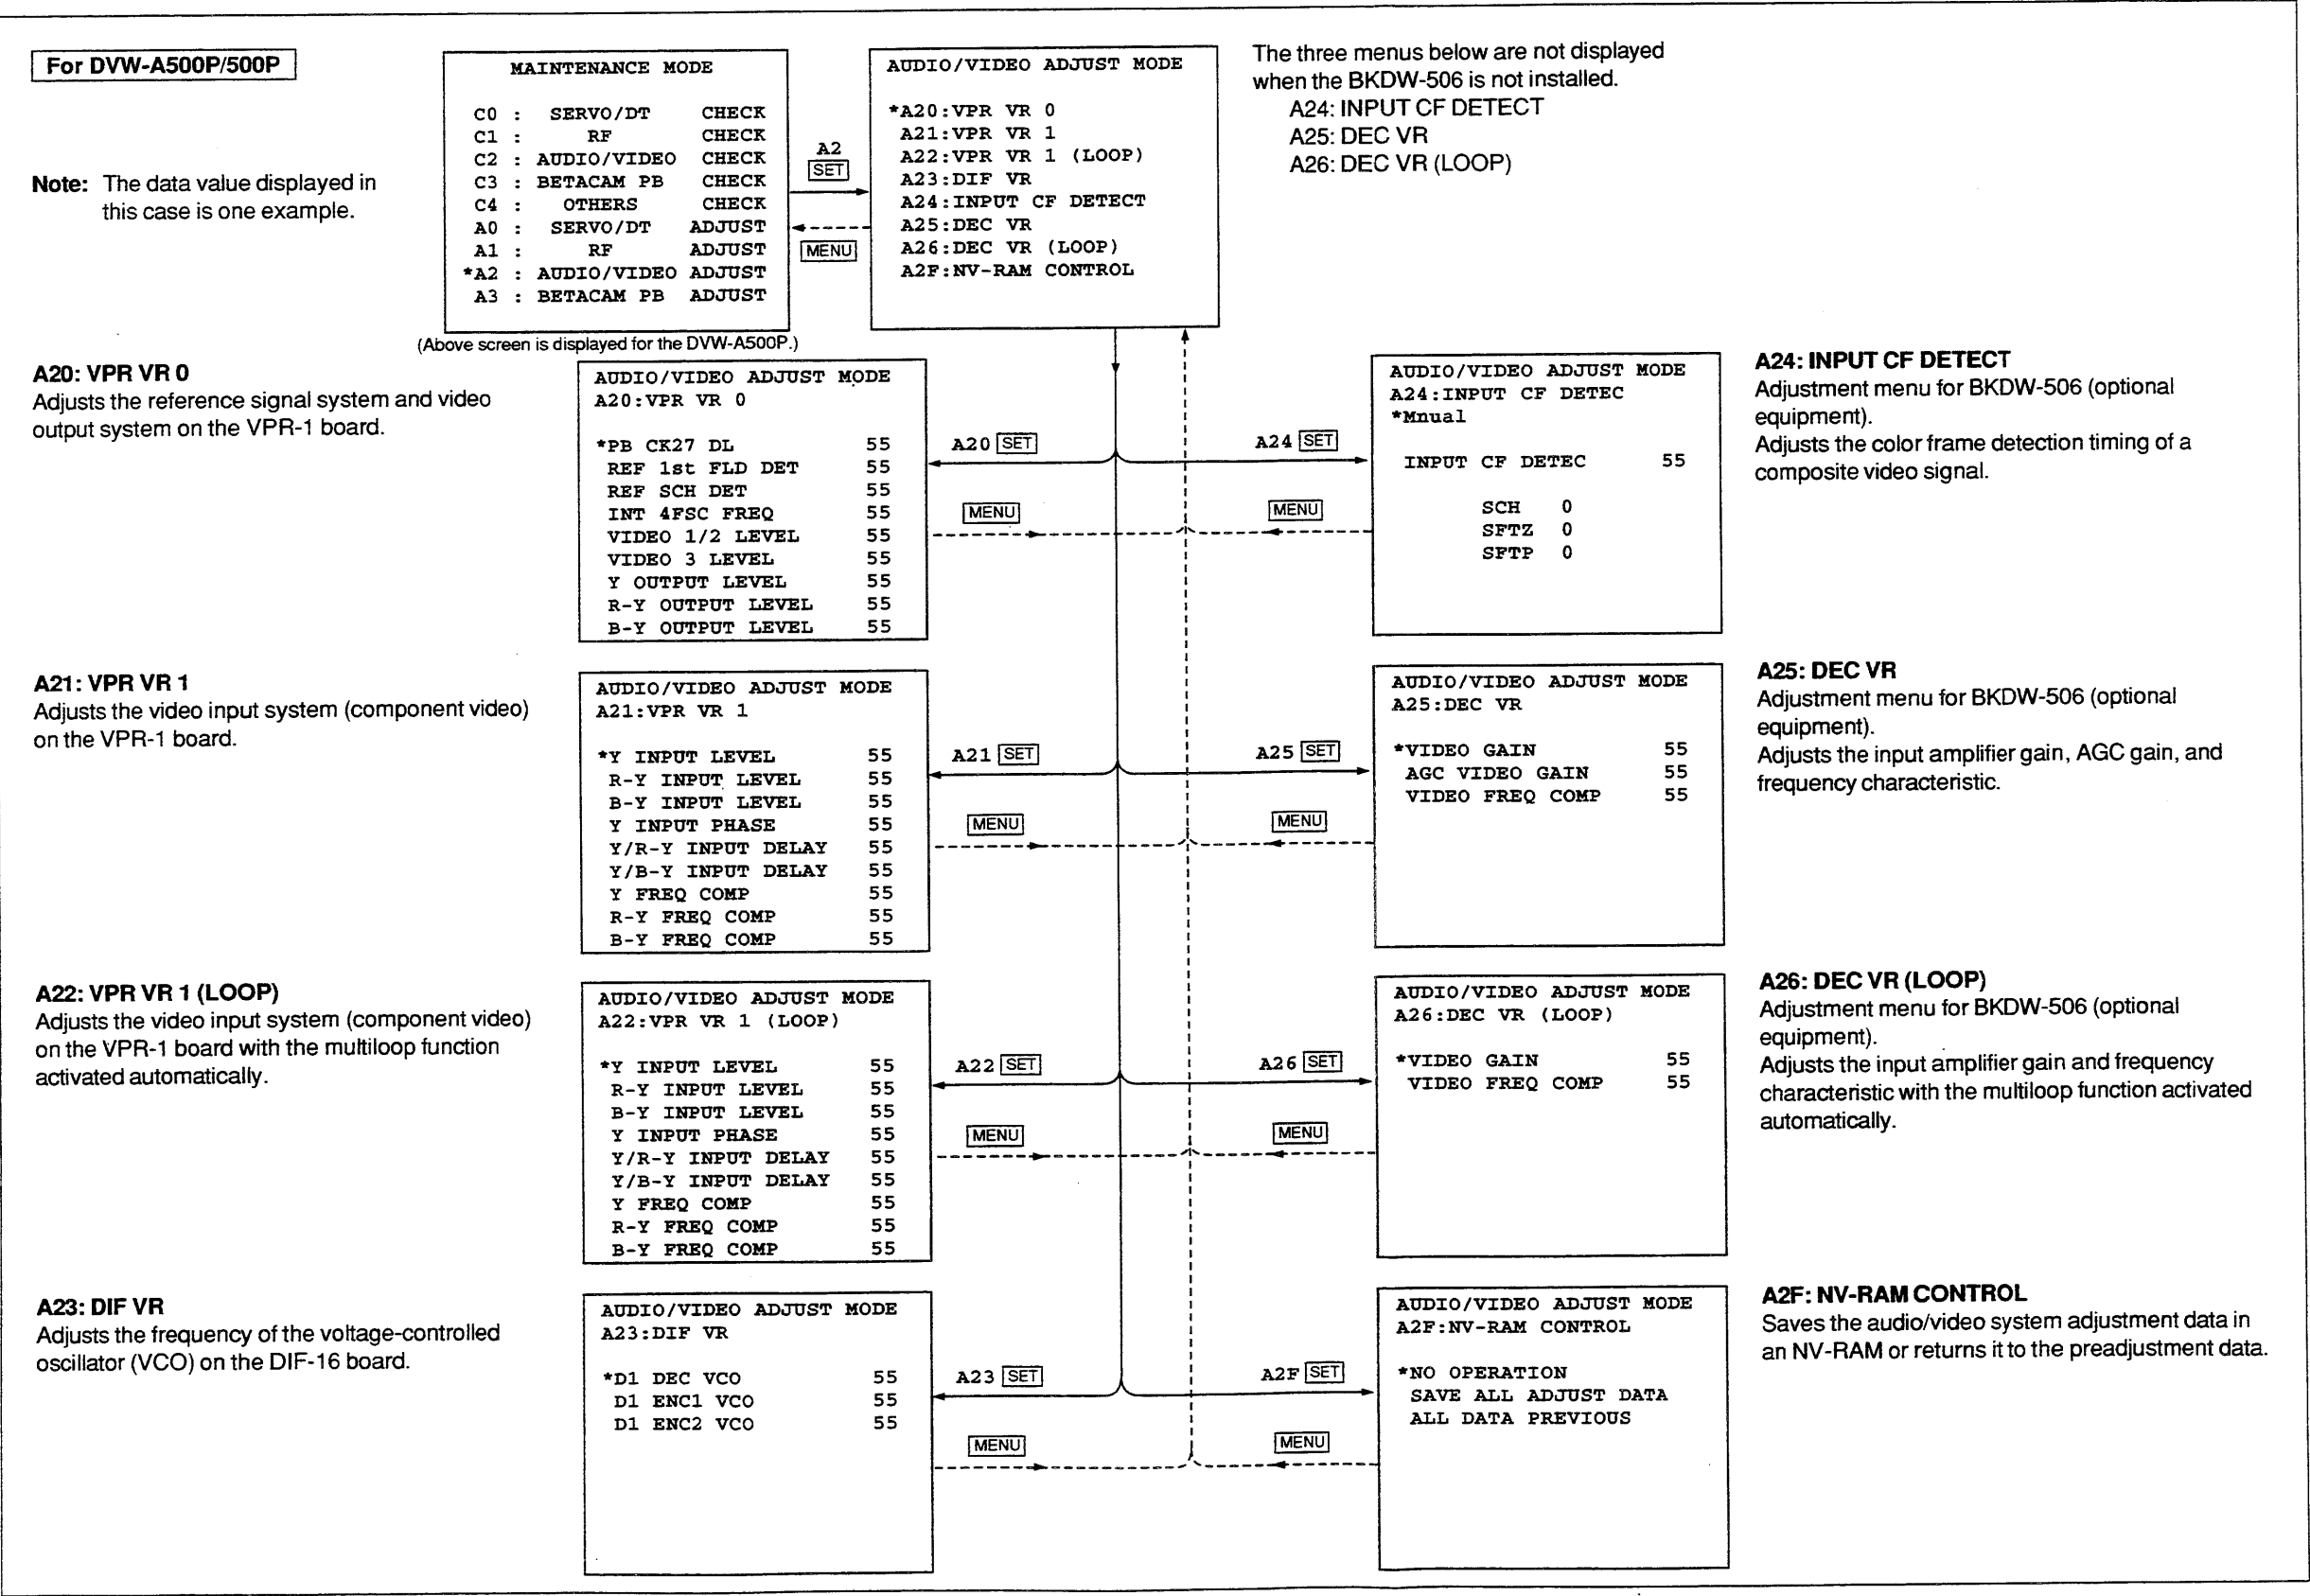 For DVW-A500P/500P
Note: The data value displayed in
this case is one example.
MAINTENANCE MODE
C0 : SERVO/DT CHECK
C1 : RF CHECK
C2 : AUDIO/VIDEO CHECK
C3 : BETACAM PB CHECK
C4 : OTHERS CHECK
A0 : SERVO/DT ADJUST
A1 : RF ADJUST
*A2 : AUDIO/VIDEO ADJUST
A3 : BETACAM PB ADJUST
(Above screen is displayed for the DVW-A500P.)
A2
SET
MENU
AUDIO/VIDEO ADJUST MODE
*A20:VPR VR 0
A21:VPR VR 1
A22:VPR VR 1 (LOOP)
A23:DIF VR
A24:INPUT CF DETECT
A25:DEC VR
A26:DEC VR (LOOP)
A2F:NV-RAM CONTROL
The three menus below are not displayed
when the BKDW-506 is not installed.
A24: INPUT CF DETECT
A25: DEC VR
A26: DEC VR (LOOP)
A20: VPR VR 0
Adjusts the reference signal system and video
output system on the VPR-1 board.
AUDIO/VIDEO ADJUST MODE
A20:VPR VR 0
*PB CK27 DL 55
REF 1st FLD DET 55
REF SCH DET 55
INT 4FSC FREQ 55
VIDEO 1/2 LEVEL 55
VIDEO 3 LEVEL 55
Y OUTPUT LEVEL 55
R-Y OUTPUT LEVEL 55
B-Y OUTPUT LEVEL 55
A20 SET
MENU
A24 SET
MENU
AUDIO/VIDEO ADJUST MODE
A24:INPUT CF DETEC
*Mnual
INPUT CF DETEC 55
SCH 0
SFTZ 0
SFTP 0
A24: INPUT CF DETECT
Adjustment menu for BKDW-506 (optional
equipment).
Adjusts the color frame detection timing of a
composite video signal.
A21: VPR VR 1
Adjusts the video input system (component video)
on the VPR-1 board.
AUDIO/VIDEO ADJUST MODE
A21:VPR VR 1
*Y INPUT LEVEL 55
R-Y INPUT LEVEL 55
B-Y INPUT LEVEL 55
Y INPUT PHASE 55
Y/R-Y INPUT DELAY 55
Y/B-Y INPUT DELAY 55
Y FREQ COMP 55
R-Y FREQ COMP 55
B-Y FREQ COMP 55
A21 SET
MENU
A25 SET
MENU
AUDIO/VIDEO ADJUST MODE
A25:DEC VR
*VIDEO GAIN 55
AGC VIDEO GAIN 55
VIDEO FREQ COMP 55
A25: DEC VR
Adjustment menu for BKDW-506 (optional
equipment).
Adjusts the input amplifier gain, AGC gain, and
frequency characteristic.
A22: VPR VR 1 (LOOP)
Adjusts the video input system (component video)
on the VPR-1 board with the multiloop function
activated automatically.
AUDIO/VIDEO ADJUST MODE
A22:VPR VR 1 (LOOP)
*Y INPUT LEVEL 55
R-Y INPUT LEVEL 55
B-Y INPUT LEVEL 55
Y INPUT PHASE 55
Y/R-Y INPUT DELAY 55
Y/B-Y INPUT DELAY 55
Y FREQ COMP 55
R-Y FREQ COMP 55
B-Y FREQ COMP 55
A22 SET
MENU
A26 SET
MENU
AUDIO/VIDEO ADJUST MODE
A26:DEC VR (LOOP)
*VIDEO GAIN 55
VIDEO FREQ COMP 55
A26: DEC VR (LOOP)
Adjustment menu for BKDW-506 (optional
equipment).
Adjusts the input amplifier gain and frequency
characteristic with the multiloop function activated
automatically.
A23: DIF VR
Adjusts the frequency of the voltage-controlled
oscillator (VCO) on the DIF-16 board.
AUDIO/VIDEO ADJUST MODE
A23:DIF VR
*D1 DEC VCO 55
D1 ENC1 VCO 55
D1 ENC2 VCO 55
A23 SET
MENU
A2F SET
MENU
AUDIO/VIDEO ADJUST MODE
A2F:NV-RAM CONTROL
*NO OPERATION
SAVE ALL ADJUST DATA
ALL DATA PREVIOUS
A2F: NV-RAM CONTROL
Saves the audio/video system adjustment data in
an NV-RAM or returns it to the preadjustment data.